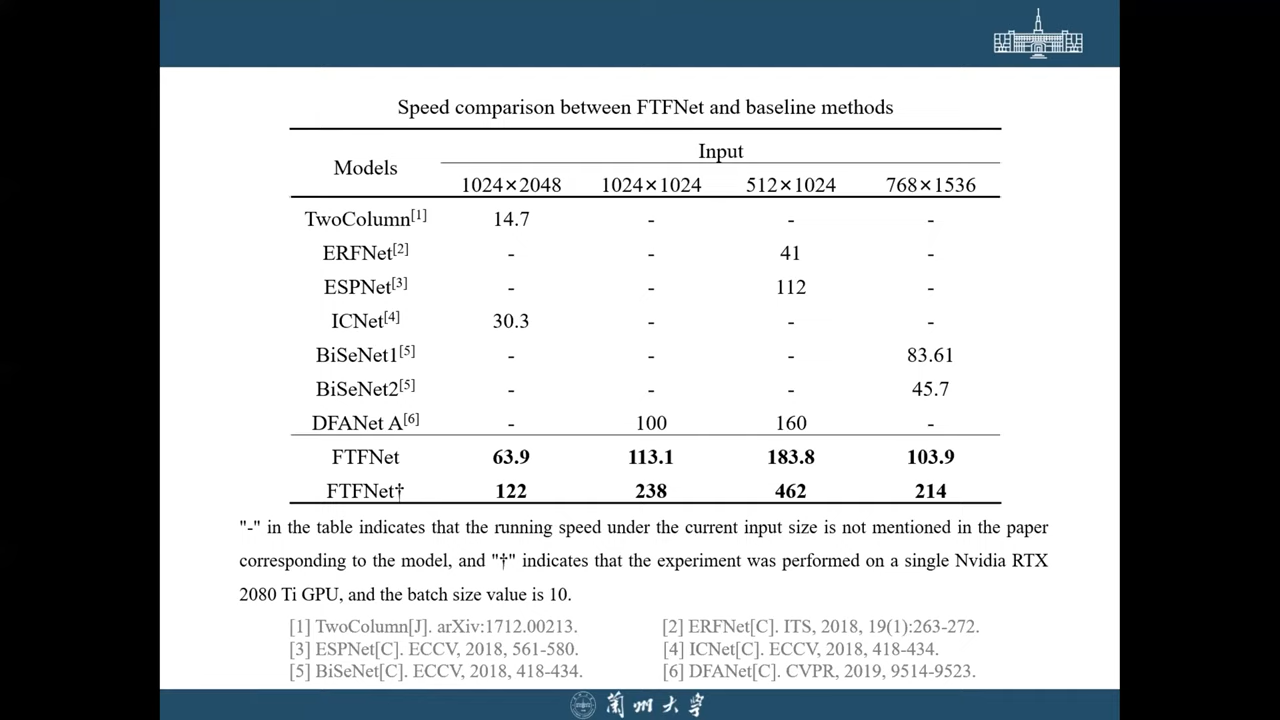 Speed comparison between FTFNet and baseline methods
Models Input
1024×2048 1024×1024 512×1024 768×1536
TwoColumn[1] 14.7 - - -
ERFNet[2] - - 41 -
ESPNet[3] - - 112 -
ICNet[4] 30.3 - - -
BiSeNet1[5] - - - 83.61
BiSeNet2[5] - - - 45.7
DFANet A[6] - 100 160 -
FTFNet 63.9 113.1 183.8 103.9
FTFNet† 122 238 462 214
"-" in the table indicates that the running speed under the current input size is not mentioned in the paper
corresponding to the model, and "†" indicates that the experiment was performed on a single Nvidia RTX
2080 Ti GPU, and the batch size value is 10.
[1] TwoColumn[J]. arXiv:1712.00213. [2] ERFNet[C]. ITS, 2018, 19(1):263-272.
[3] ESPNet[C]. ECCV, 2018, 561-580. [4] ICNet[C]. ECCV, 2018, 418-434.
[5] BiSeNet[C]. ECCV, 2018, 418-434. [6] DFANet[C]. CVPR, 2019, 9514-9523.
蘭州大学